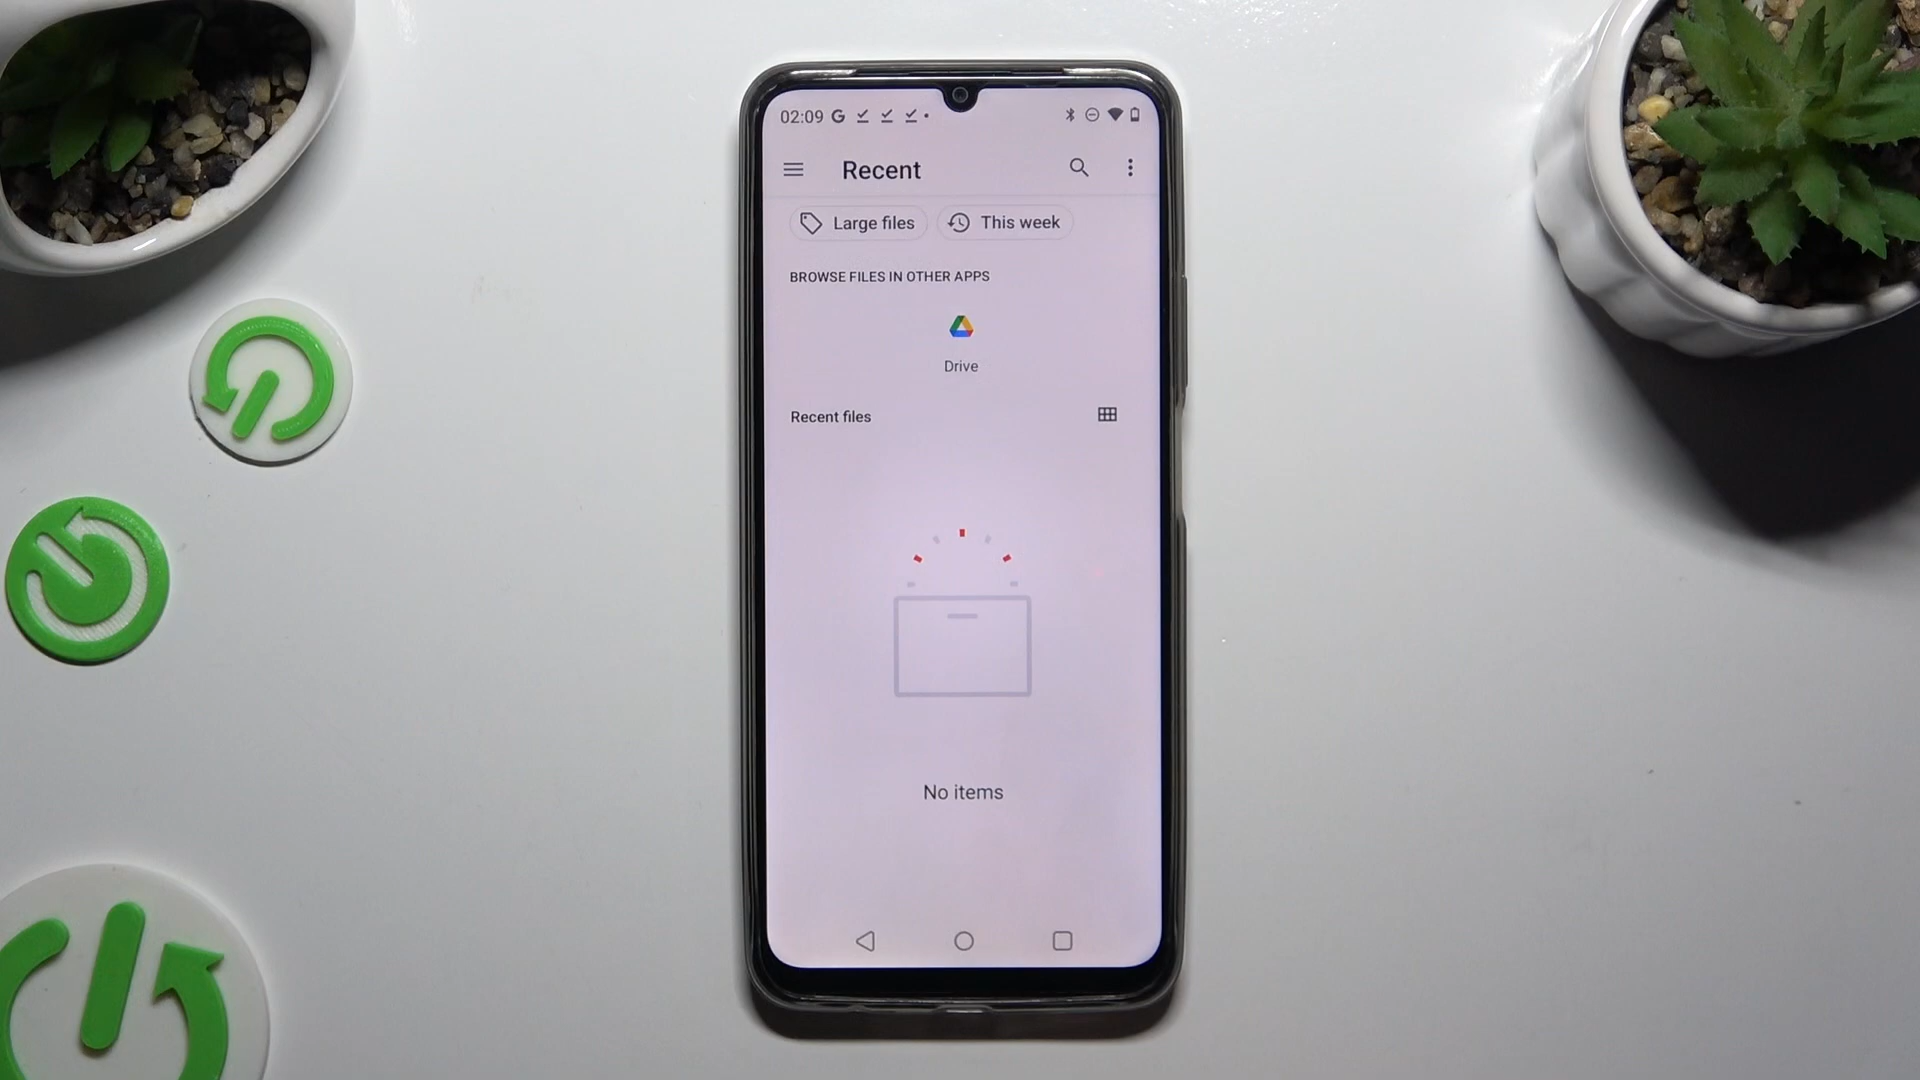 02:09 G
Recent
Large files This week
BROWSE FILES IN OTHER APPS
Drive
Recent files
No items